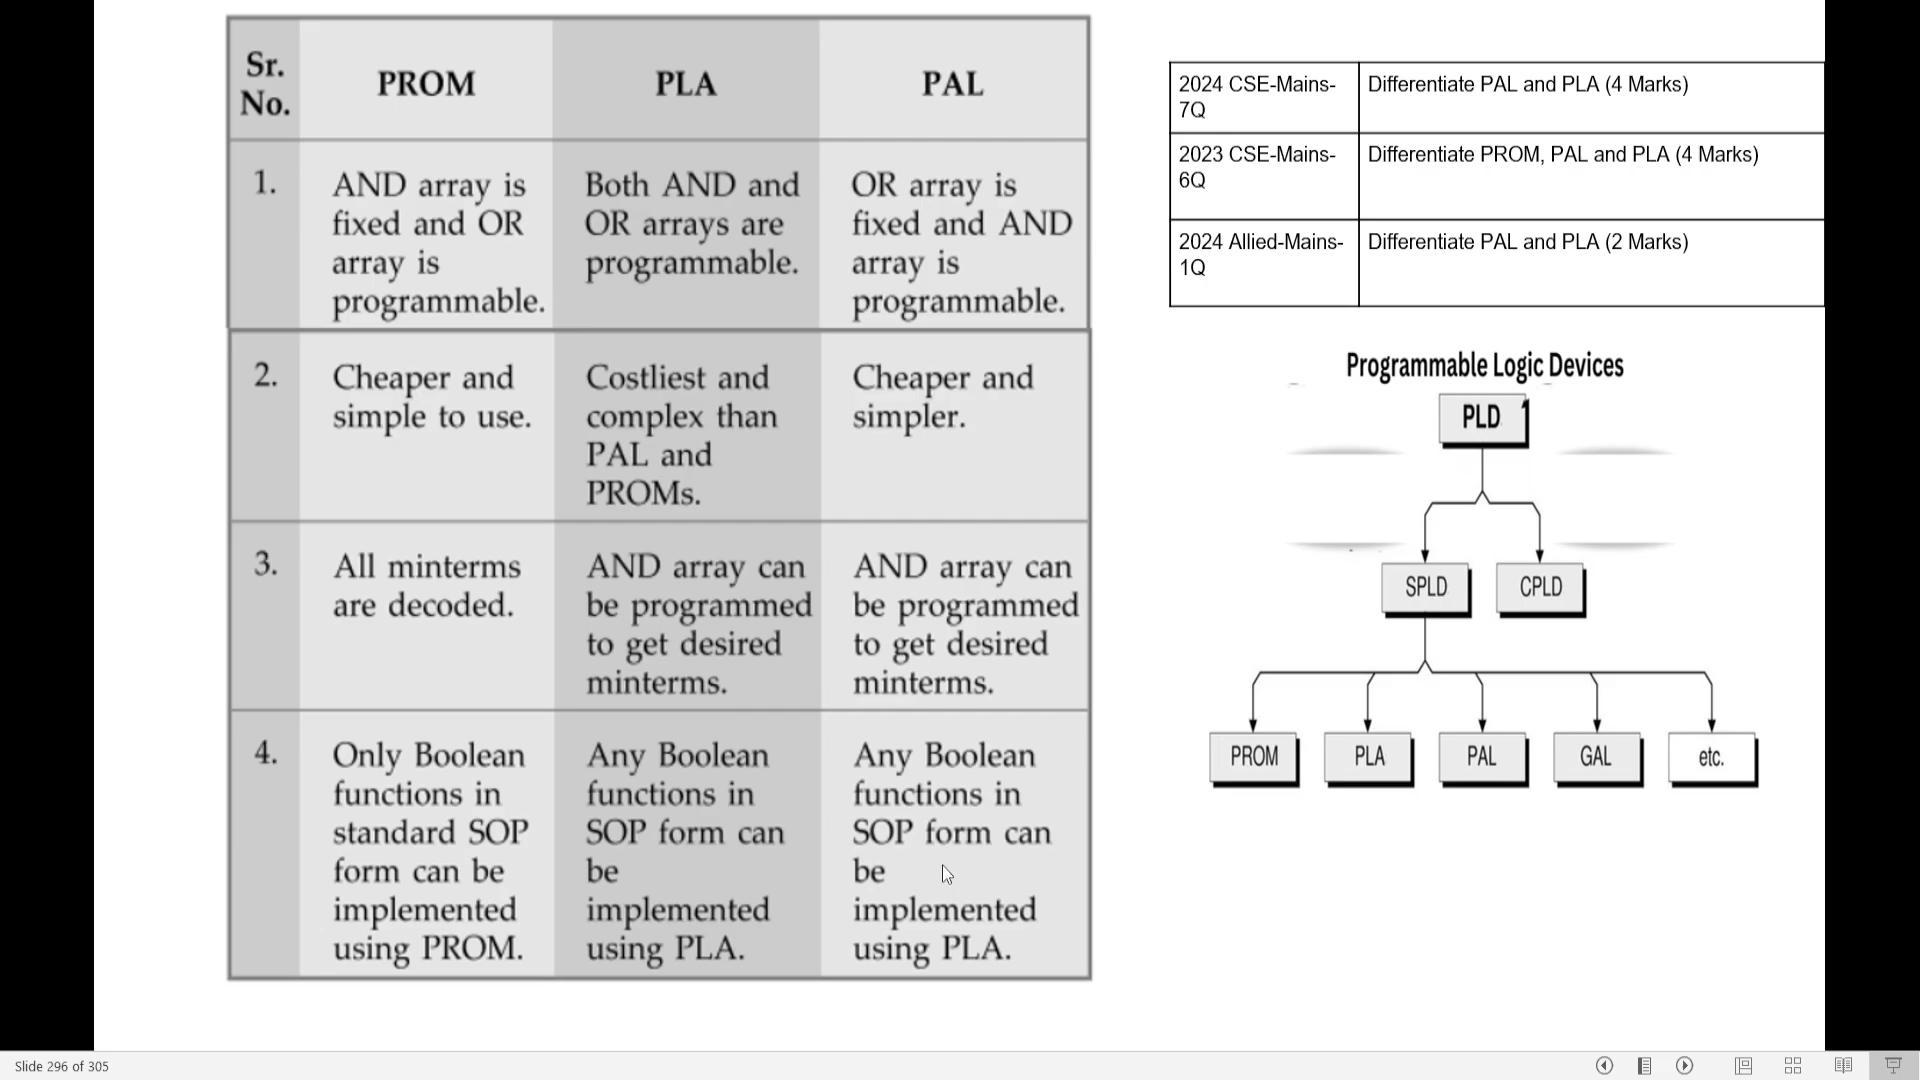 Sr.
No.
PROM
PLA
PAL
1.
AND array is
fixed and OR
array is
programmable.
Both AND and
OR arrays are
programmable.
OR array is
fixed and AND
array is
programmable.
2.
Cheaper and
simple to use.
Costliest and
complex than
PAL and
PROMs.
Cheaper and
simpler.
3.
All minterms
are decoded.
AND array can
be programmed
to get desired
minterms.
AND array can
be programmed
to get desired
minterms.
4.
Only Boolean
functions in
standard SOP
form can be
implemented
using PROM.
Any Boolean
functions in
SOP form can
be
implemented
using PLA.
Any Boolean
functions in
SOP form can
be
implemented
using PLA.
2024 CSE-Mains-
7Q
Differentiate PAL and PLA (4 Marks)
2023 CSE-Mains-
6Q
Differentiate PROM, PAL and PLA (4 Marks)
2024 Allied-Mains-
1Q
Differentiate PAL and PLA (2 Marks)
Programmable Logic Devices
PLD
SPLD
CPLD
PROM
PLA
PAL
GAL
etc.
Slide 296 of 305